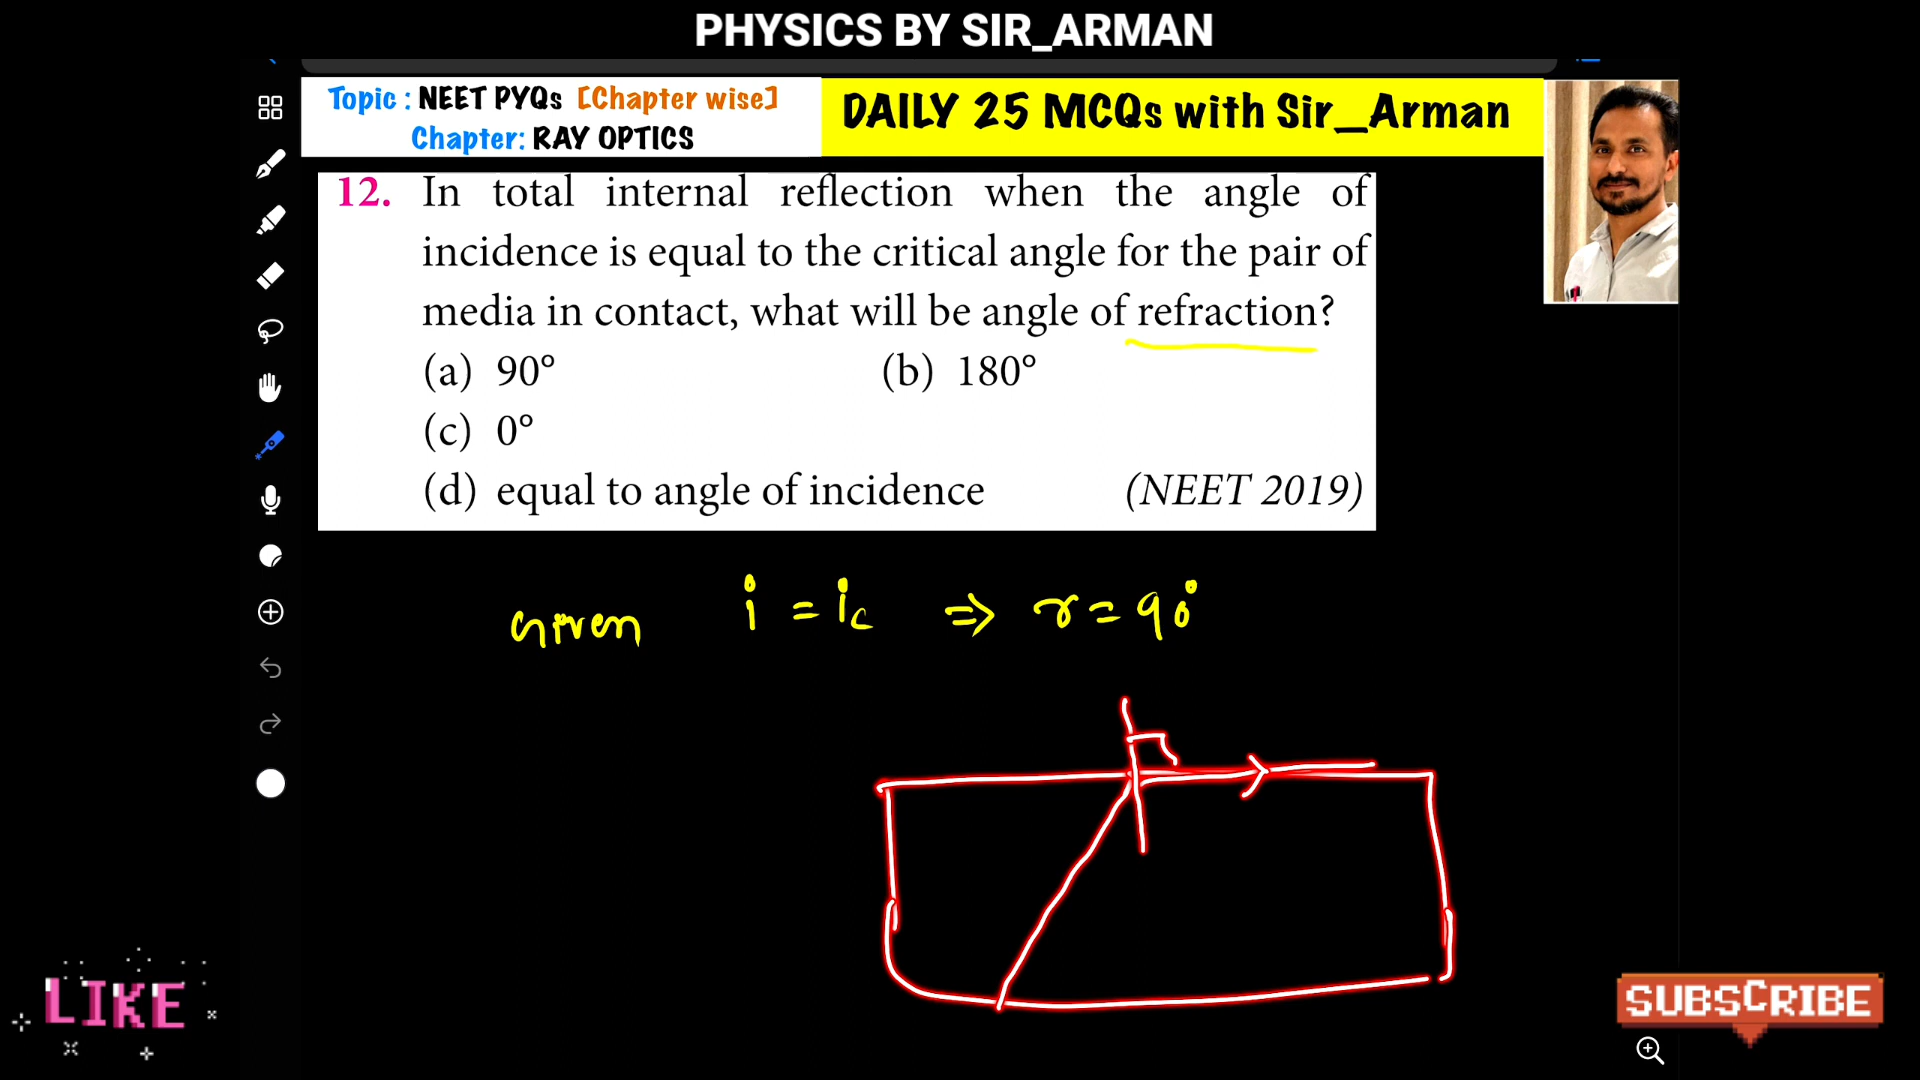 PHYSICS BY SIR_ARMAN
Topic : NEET PYQs [Chapter wise]
Chapter: RAY OPTICS
DAILY 25 MCQs with Sir_Arman
12. In total internal reflection when the angle of
incidence is equal to the critical angle for the pair of
media in contact, what will be angle of refraction?
(a) 90° (b) 180°
(c) 0°
(d) equal to angle of incidence (NEET 2019)
Given i = ic ⇒ r = 90°
LIKE
SUBSCRIBE